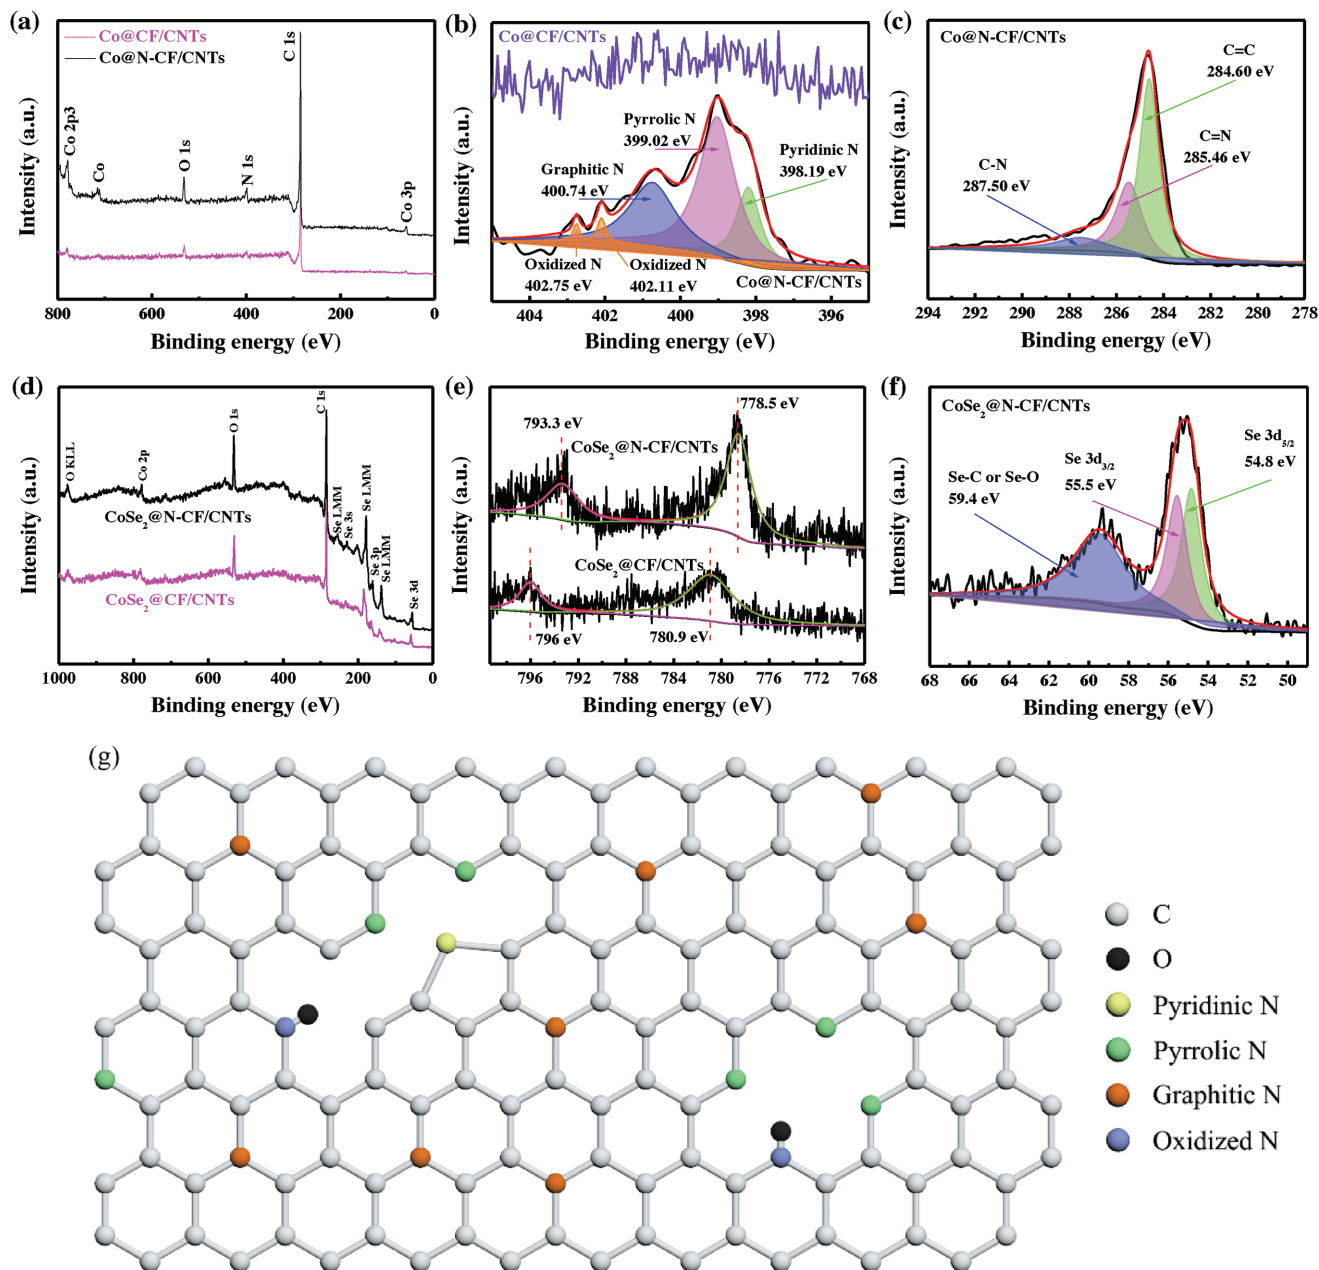 (a)
Co@CF/CNTs
Co@N-CF/CNTs
C 1s
Co 2p3
Co
O 1s
N 1s
Co 3p
Intensity (a.u.)
800 600 400 200 0
Binding energy (eV)
(b)
Co@CF/CNTs
Pyrrolic N
399.02 eV
Graphitic N
400.74 eV
Pyridinic N
398.19 eV
Oxidized N
402.75 eV
Oxidized N
402.11 eV
Co@N-CF/CNTs
Intensity (a.u.)
404 402 400 398 396
Binding energy (eV)
(c)
Co@N-CF/CNTs
C=C
284.60 eV
C=N
285.46 eV
C-N
287.50 eV
Intensity (a.u.)
294 292 290 288 286 284 282 280 278
Binding energy (eV)
(d)
O KLL
Co 2p
O 1s
C 1s
Se LMM
Se 3s
Se LMM
Se 3p
Se LMM
Se 3d
CoSe2@N-CF/CNTs
CoSe2@CF/CNTs
Intensity (a.u.)
1000 800 600 400 200 0
Binding energy (eV)
(e)
793.3 eV
778.5 eV
CoSe2@N-CF/CNTs
CoSe2@CF/CNTs
796 eV
780.9 eV
Intensity (a.u.)
796 792 788 784 780 776 772 768
Binding energy (eV)
(f)
CoSe2@N-CF/CNTs
Se 3d5/2
54.8 eV
Se 3d3/2
55.5 eV
Se-C or Se-O
59.4 eV
Intensity (a.u.)
68 66 64 62 60 58 56 54 52 50
Binding energy (eV)
(g)
C
O
Pyridinic N
Pyrrolic N
Graphitic N
Oxidized N